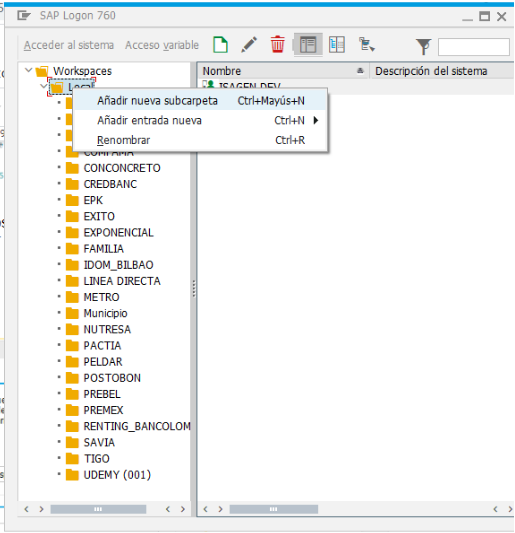 SAP Logon 760
Acceder al sistema Acceso variable
Workspaces
Nombre
Descripción del sistema
Local
ISAGEN DEV
Añadir nueva subcarpeta Ctrl+Mayús+N
Añadir entrada nueva Ctrl+N
Renombrar Ctrl+R
CONCONCRETO
CREDBANC
EPK
EXITO
EXPONENCIAL
FAMILIA
IDOM_BILBAO
LINEA DIRECTA
METRO
Municipio
NUTRESA
PACTIA
PELDAR
POSTOBON
PREBEL
PREMEX
RENTING_BANCOLOM
SAVIA
TIGO
UDEMY (001)